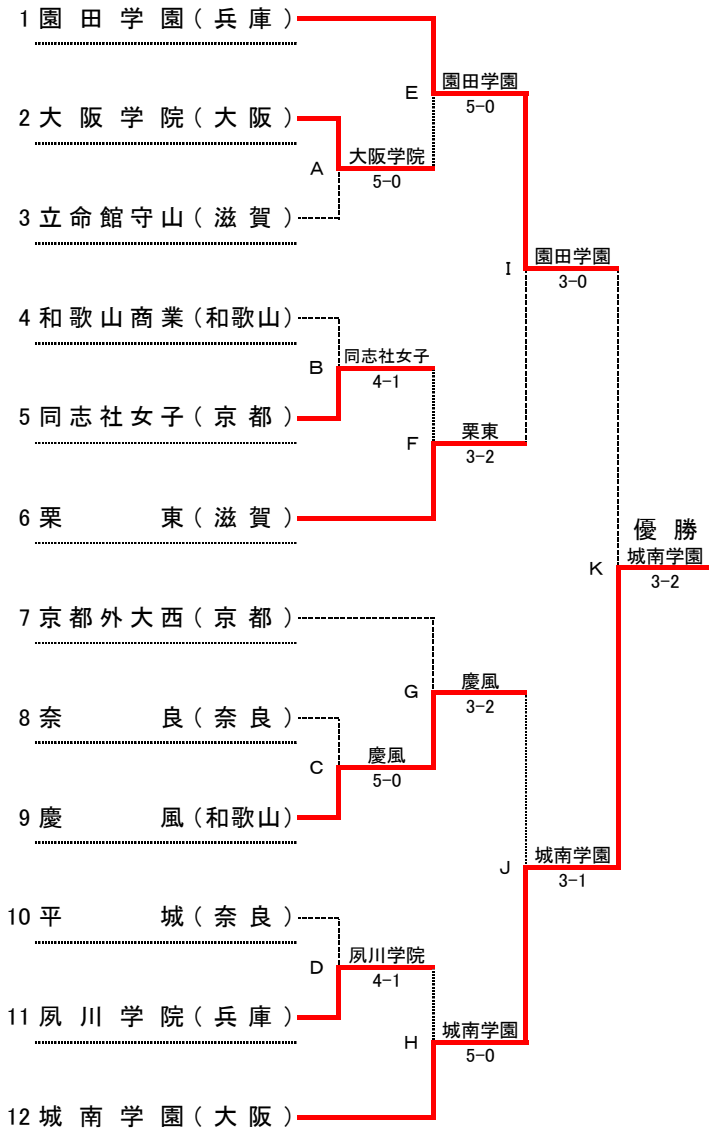 1 園田学園(兵庫)
園田学園
E
5-0
2 大阪学院(大阪)
大阪学院
A
5-0
3 立命館守山(滋賀)
園田学園
I
3-0
4 和歌山商業(和歌山)
同志社女子
B
4-1
5 同志社女子(京都)
栗東
F
3-2
6 栗東(滋賀)
優勝
城南学園
K
3-2
7 京都外大西(京都)
慶風
G
3-2
8 奈良(奈良)
慶風
C
5-0
9 慶風(和歌山)
城南学園
J
3-1
10 平城(奈良)
夙川学院
D
4-1
11 夙川学院(兵庫)
城南学園
H
5-0
12 城南学園(大阪)